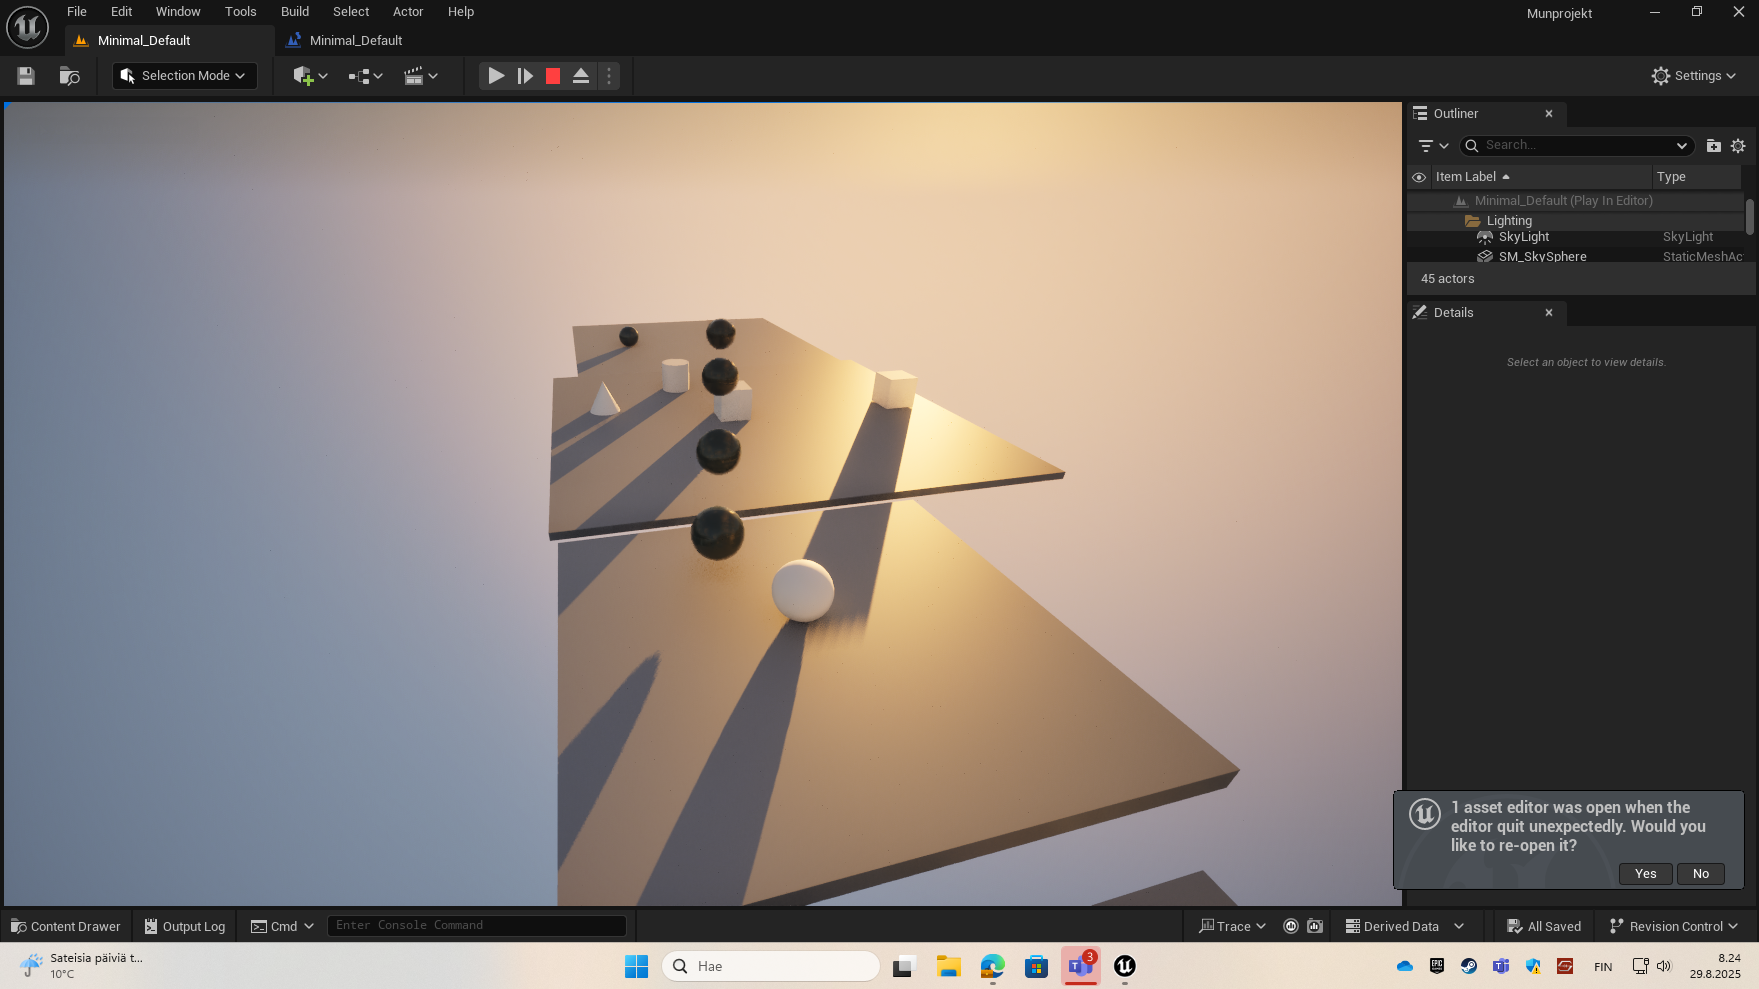 File Edit Window Tools Build Select Actor Help
Munprojekt
Minimal_Default
Minimal_Default
Selection Mode
Settings
Outliner
Search...
Item Label
Type
Minimal_Default (Play In Editor)
Lighting
SkyLight SkyLight
SM_SkySphere StaticMeshAc
45 actors
Details
Select an object to view details.
1 asset editor was open when the
editor quit unexpectedly. Would you
like to re-open it?
Yes No
Content Drawer
Output Log
Cmd
Enter Console Command
Trace
Derived Data
All Saved
Revision Control
Sateisia päiviä t...
10°C
Hae
3
FIN
8.24
29.8.2025